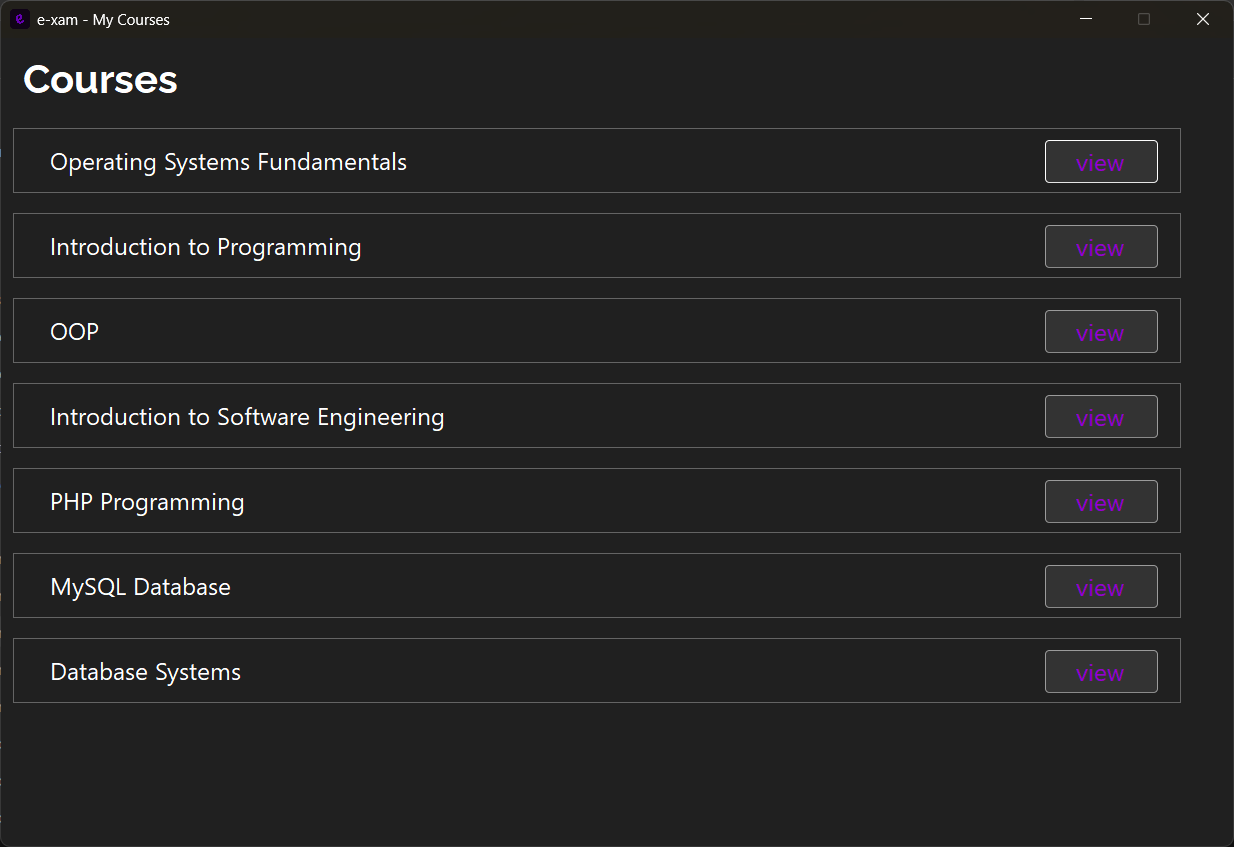 e-xam - My Courses
Courses
Operating Systems Fundamentals view
Introduction to Programming view
OOP view
Introduction to Software Engineering view
PHP Programming view
MySQL Database view
Database Systems view